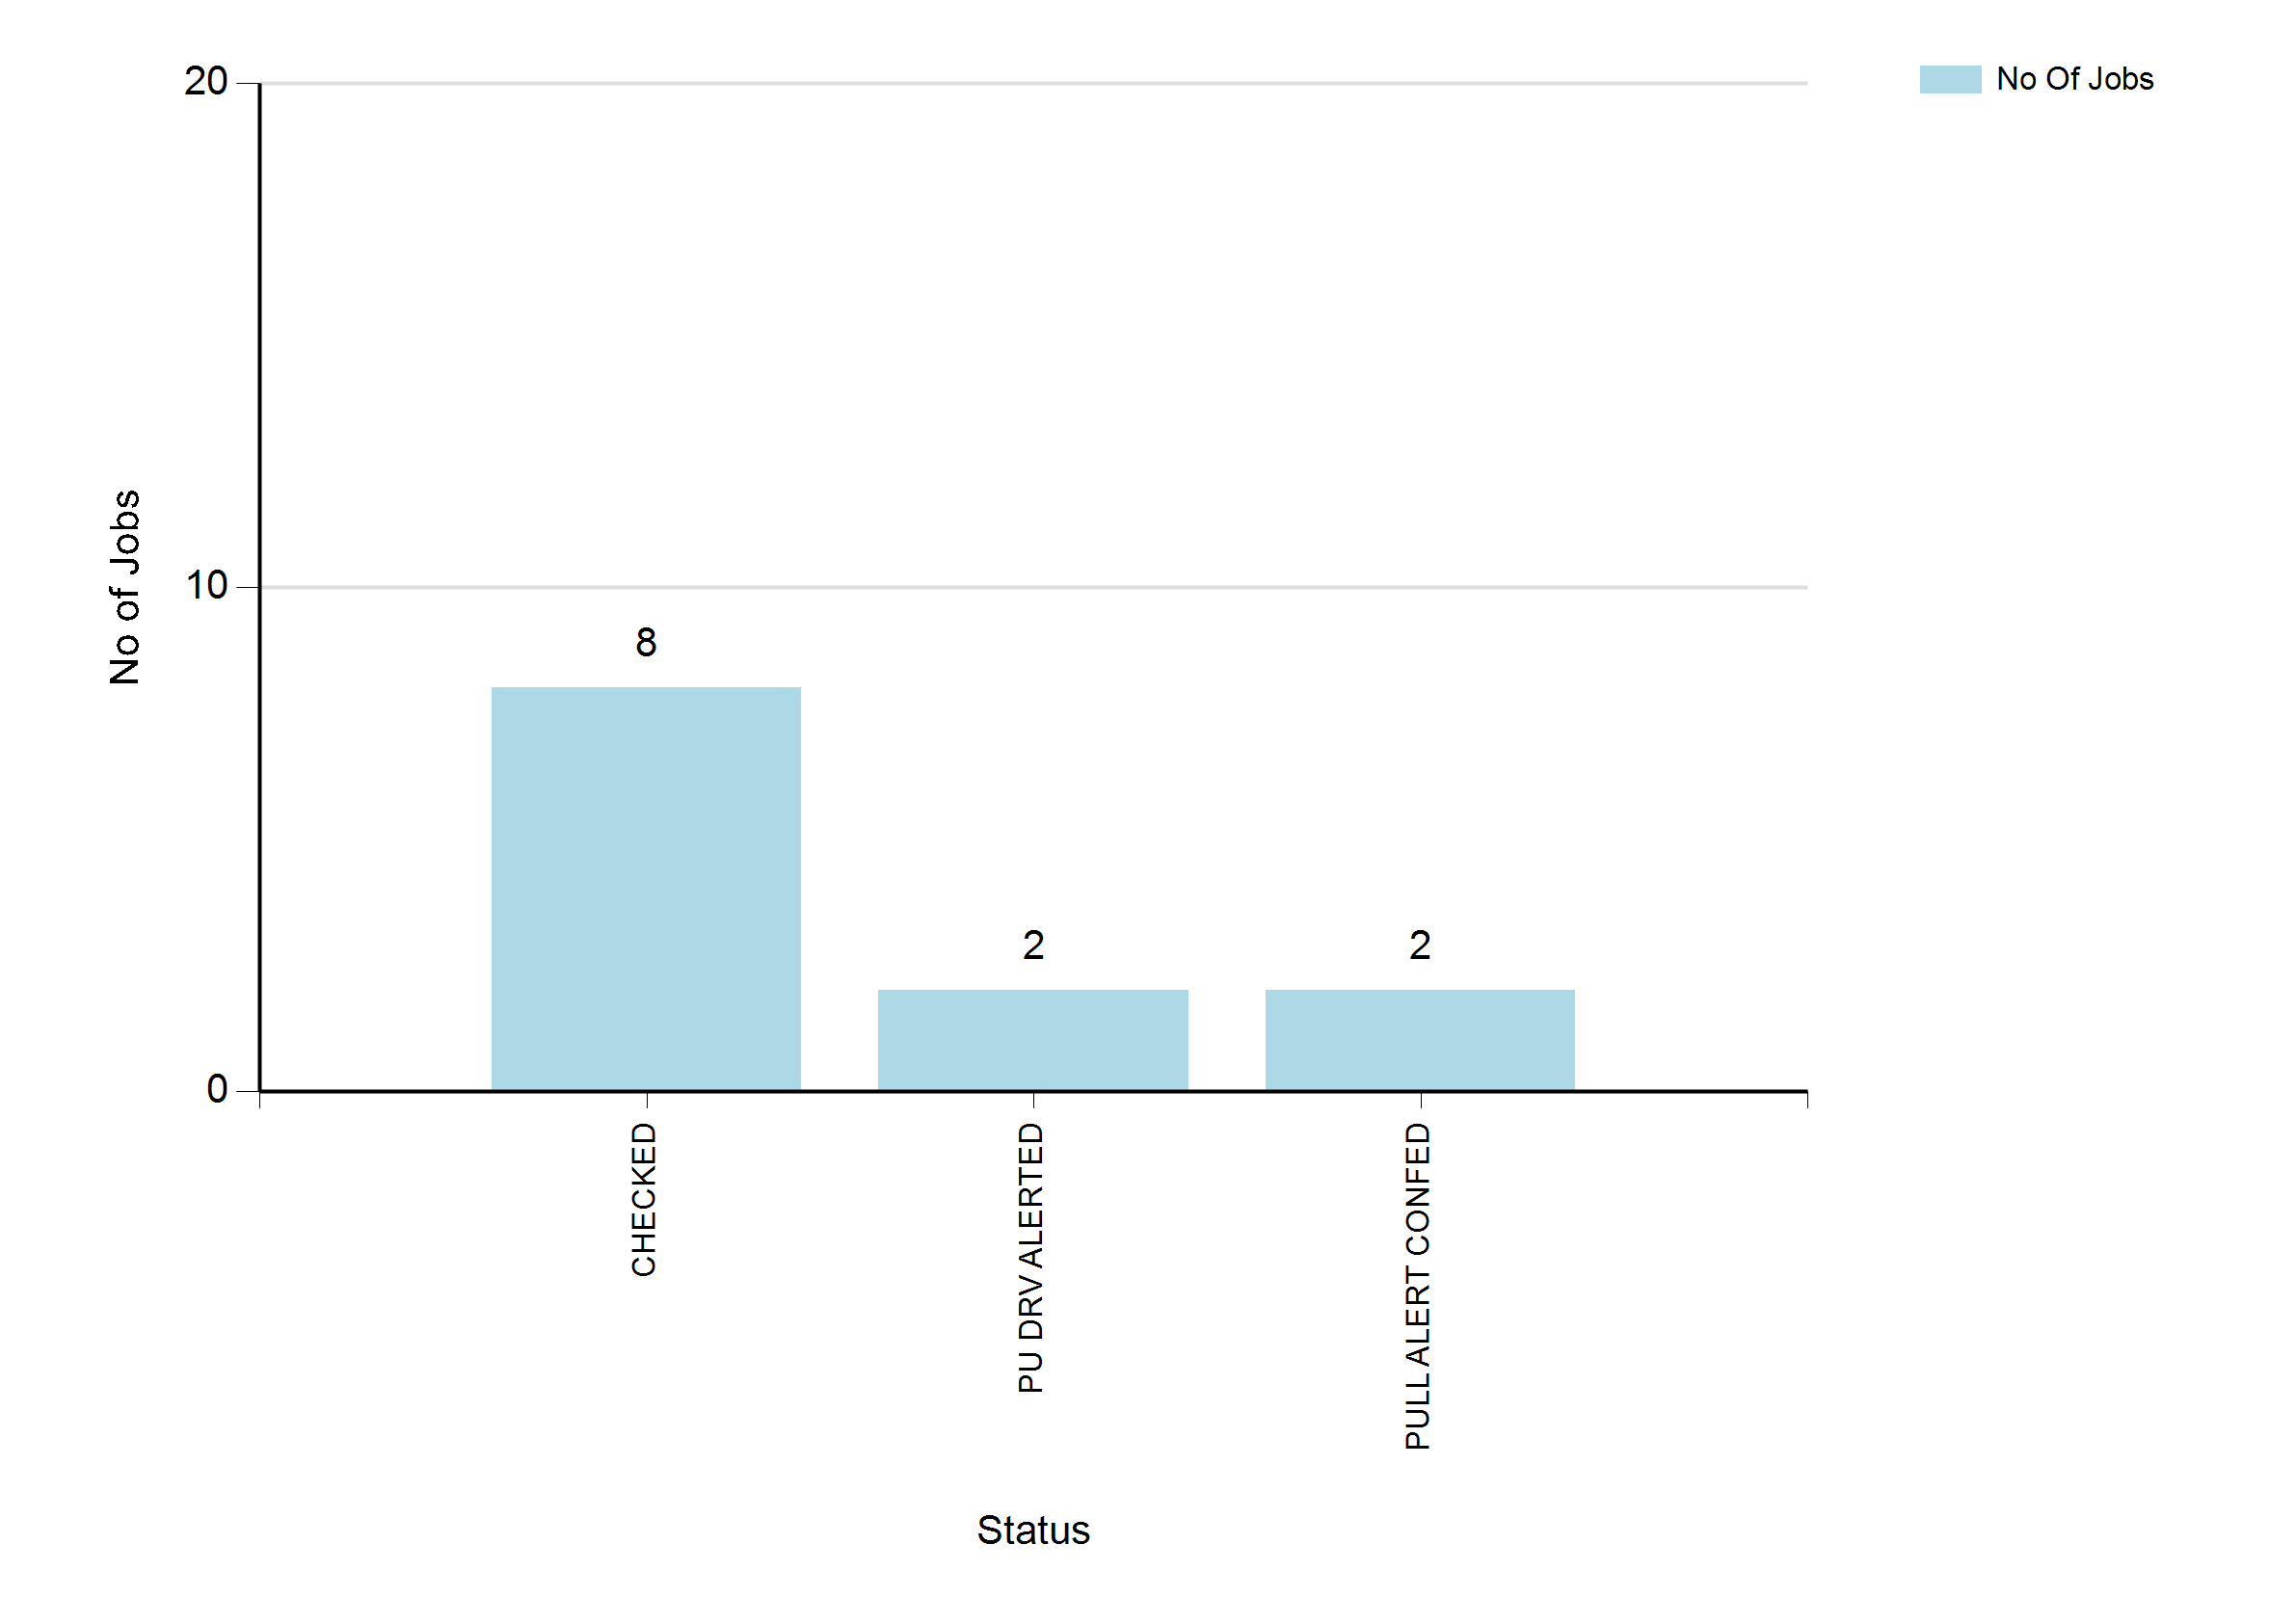 20
No Of Jobs
10
No of Jobs
8
2
2
0
CHECKED
PU DRV ALERTED
PULL ALERT CONFED
Status